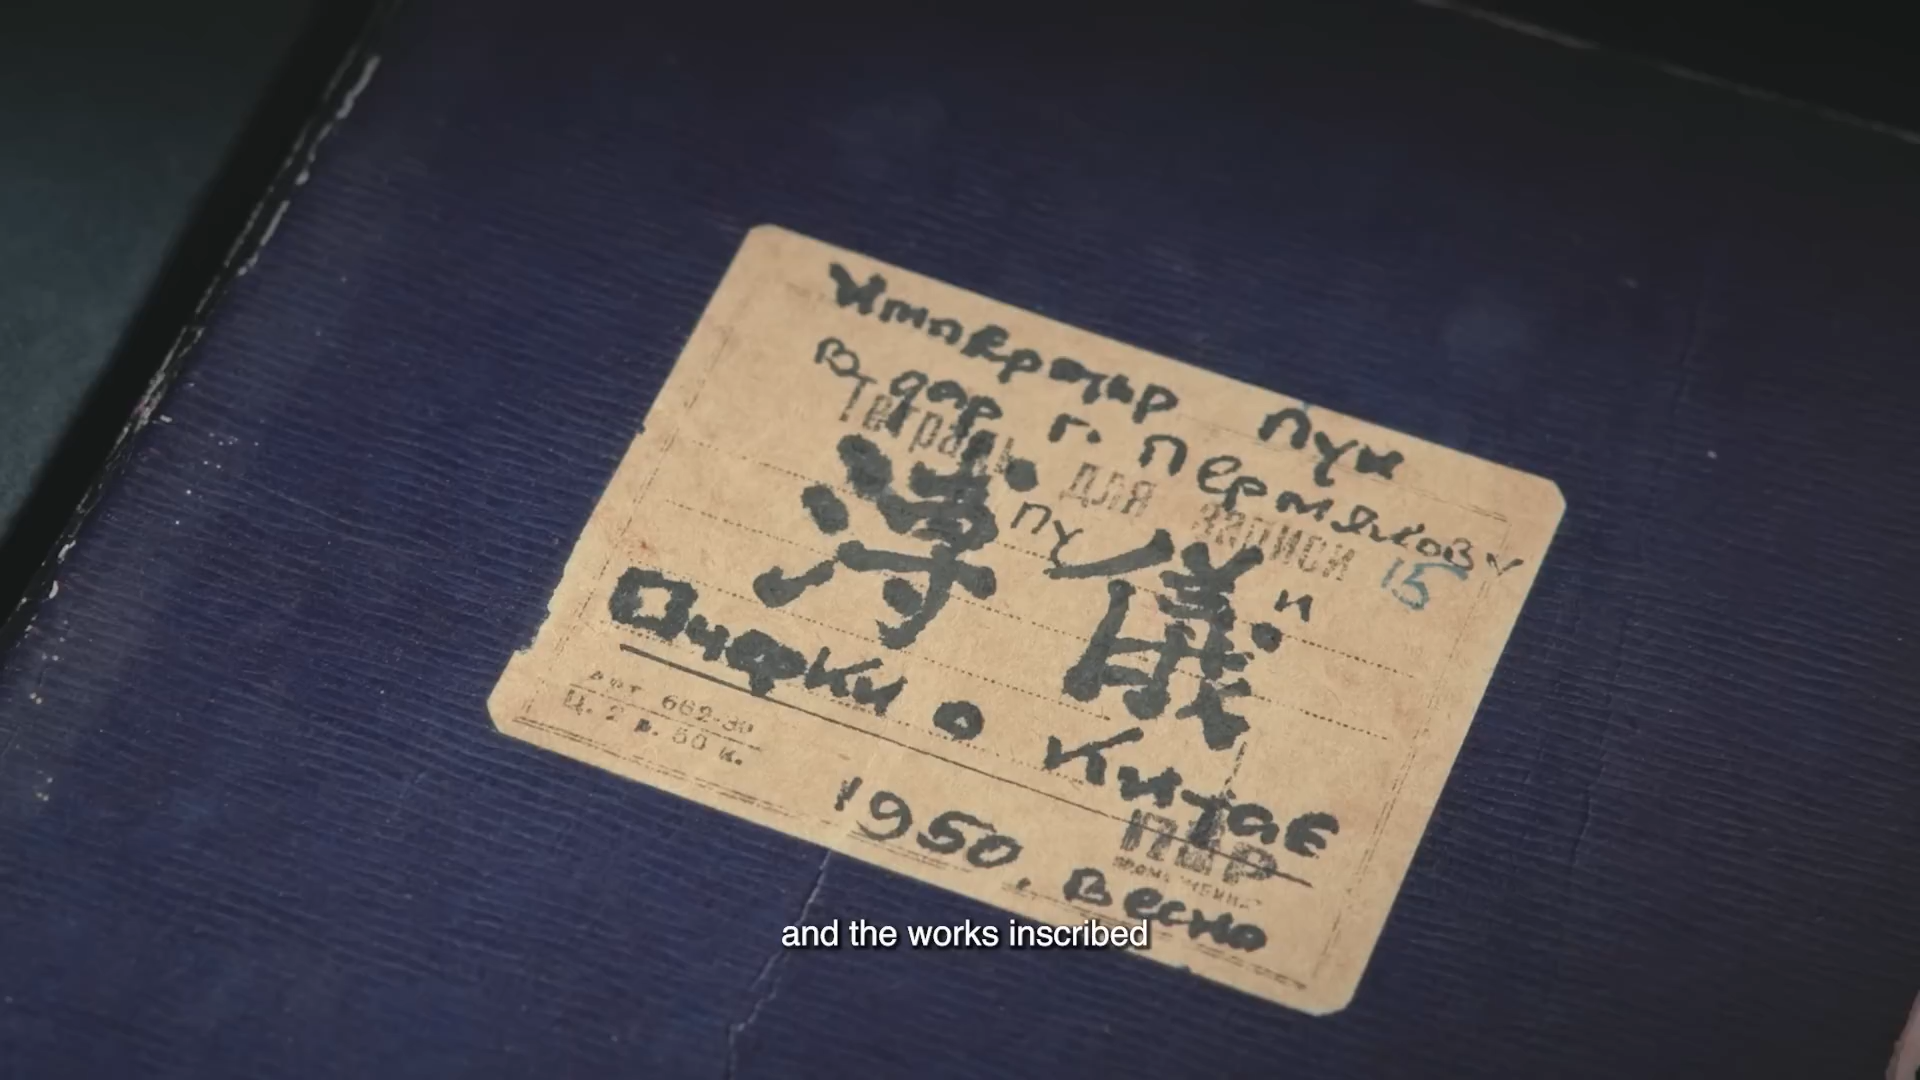 Император Пуи
В дар г. Пермякову
Тетрадь для записи
15
溥儀
Пу и
Очерки о Китае
Арт. 662-39
Ц. 2 р. 50 к.
1950. Весна
and the works inscribed